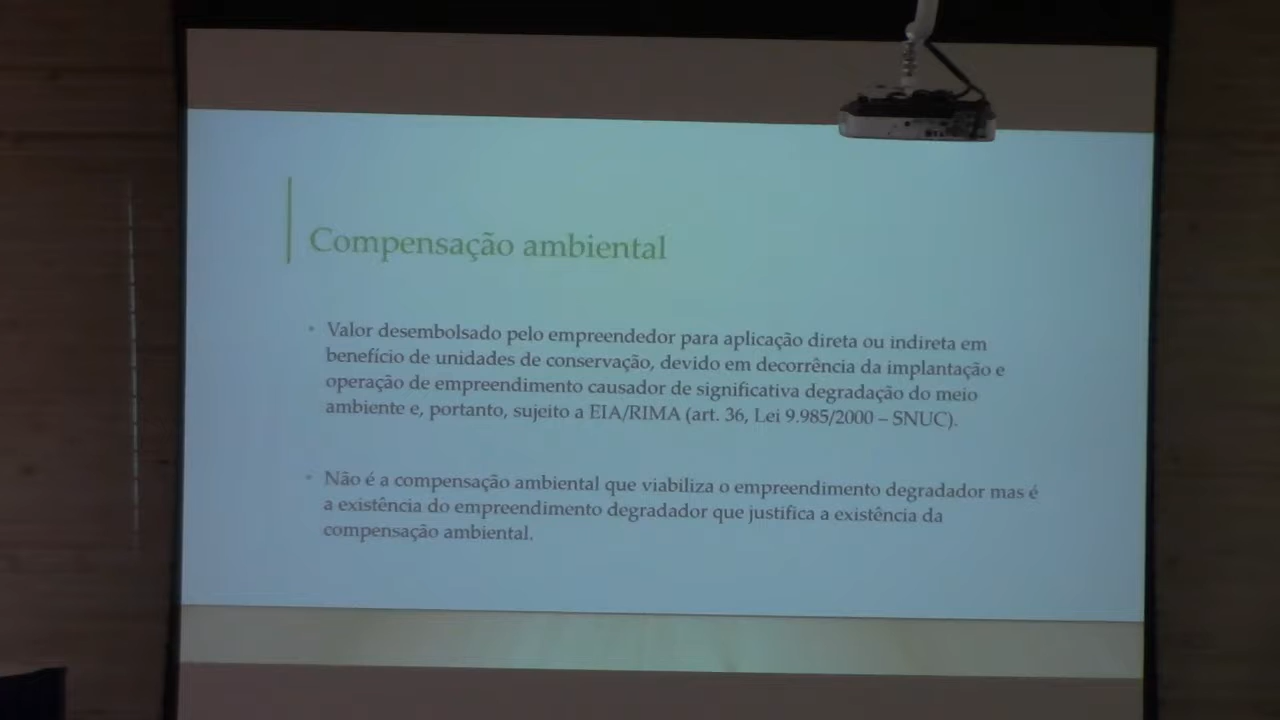 Compensação ambiental
• Valor desembolsado pelo empreendedor para aplicação direta ou indireta em
benefício de unidades de conservação, devido em decorrência da implantação e
operação de empreendimento causador de significativa degradação do meio
ambiente e, portanto, sujeito a EIA/RIMA (art. 36, Lei 9.985/2000 – SNUC).
• Não é a compensação ambiental que viabiliza o empreendimento degradador mas é
a existência do empreendimento degradador que justifica a existência da
compensação ambiental.